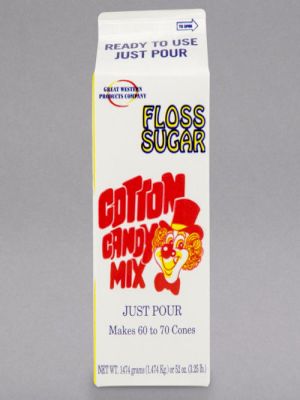 TO OPEN
READY TO USE
JUST POUR
GREAT WESTERN
PRODUCTS COMPANY
FLOSS
SUGAR
COTTON
CANDY
MIX
JUST POUR
Makes 60 to 70 Cones
NET WT. 1474 grams (1.474 Kg.) or 52 oz. (3.25 lb.)